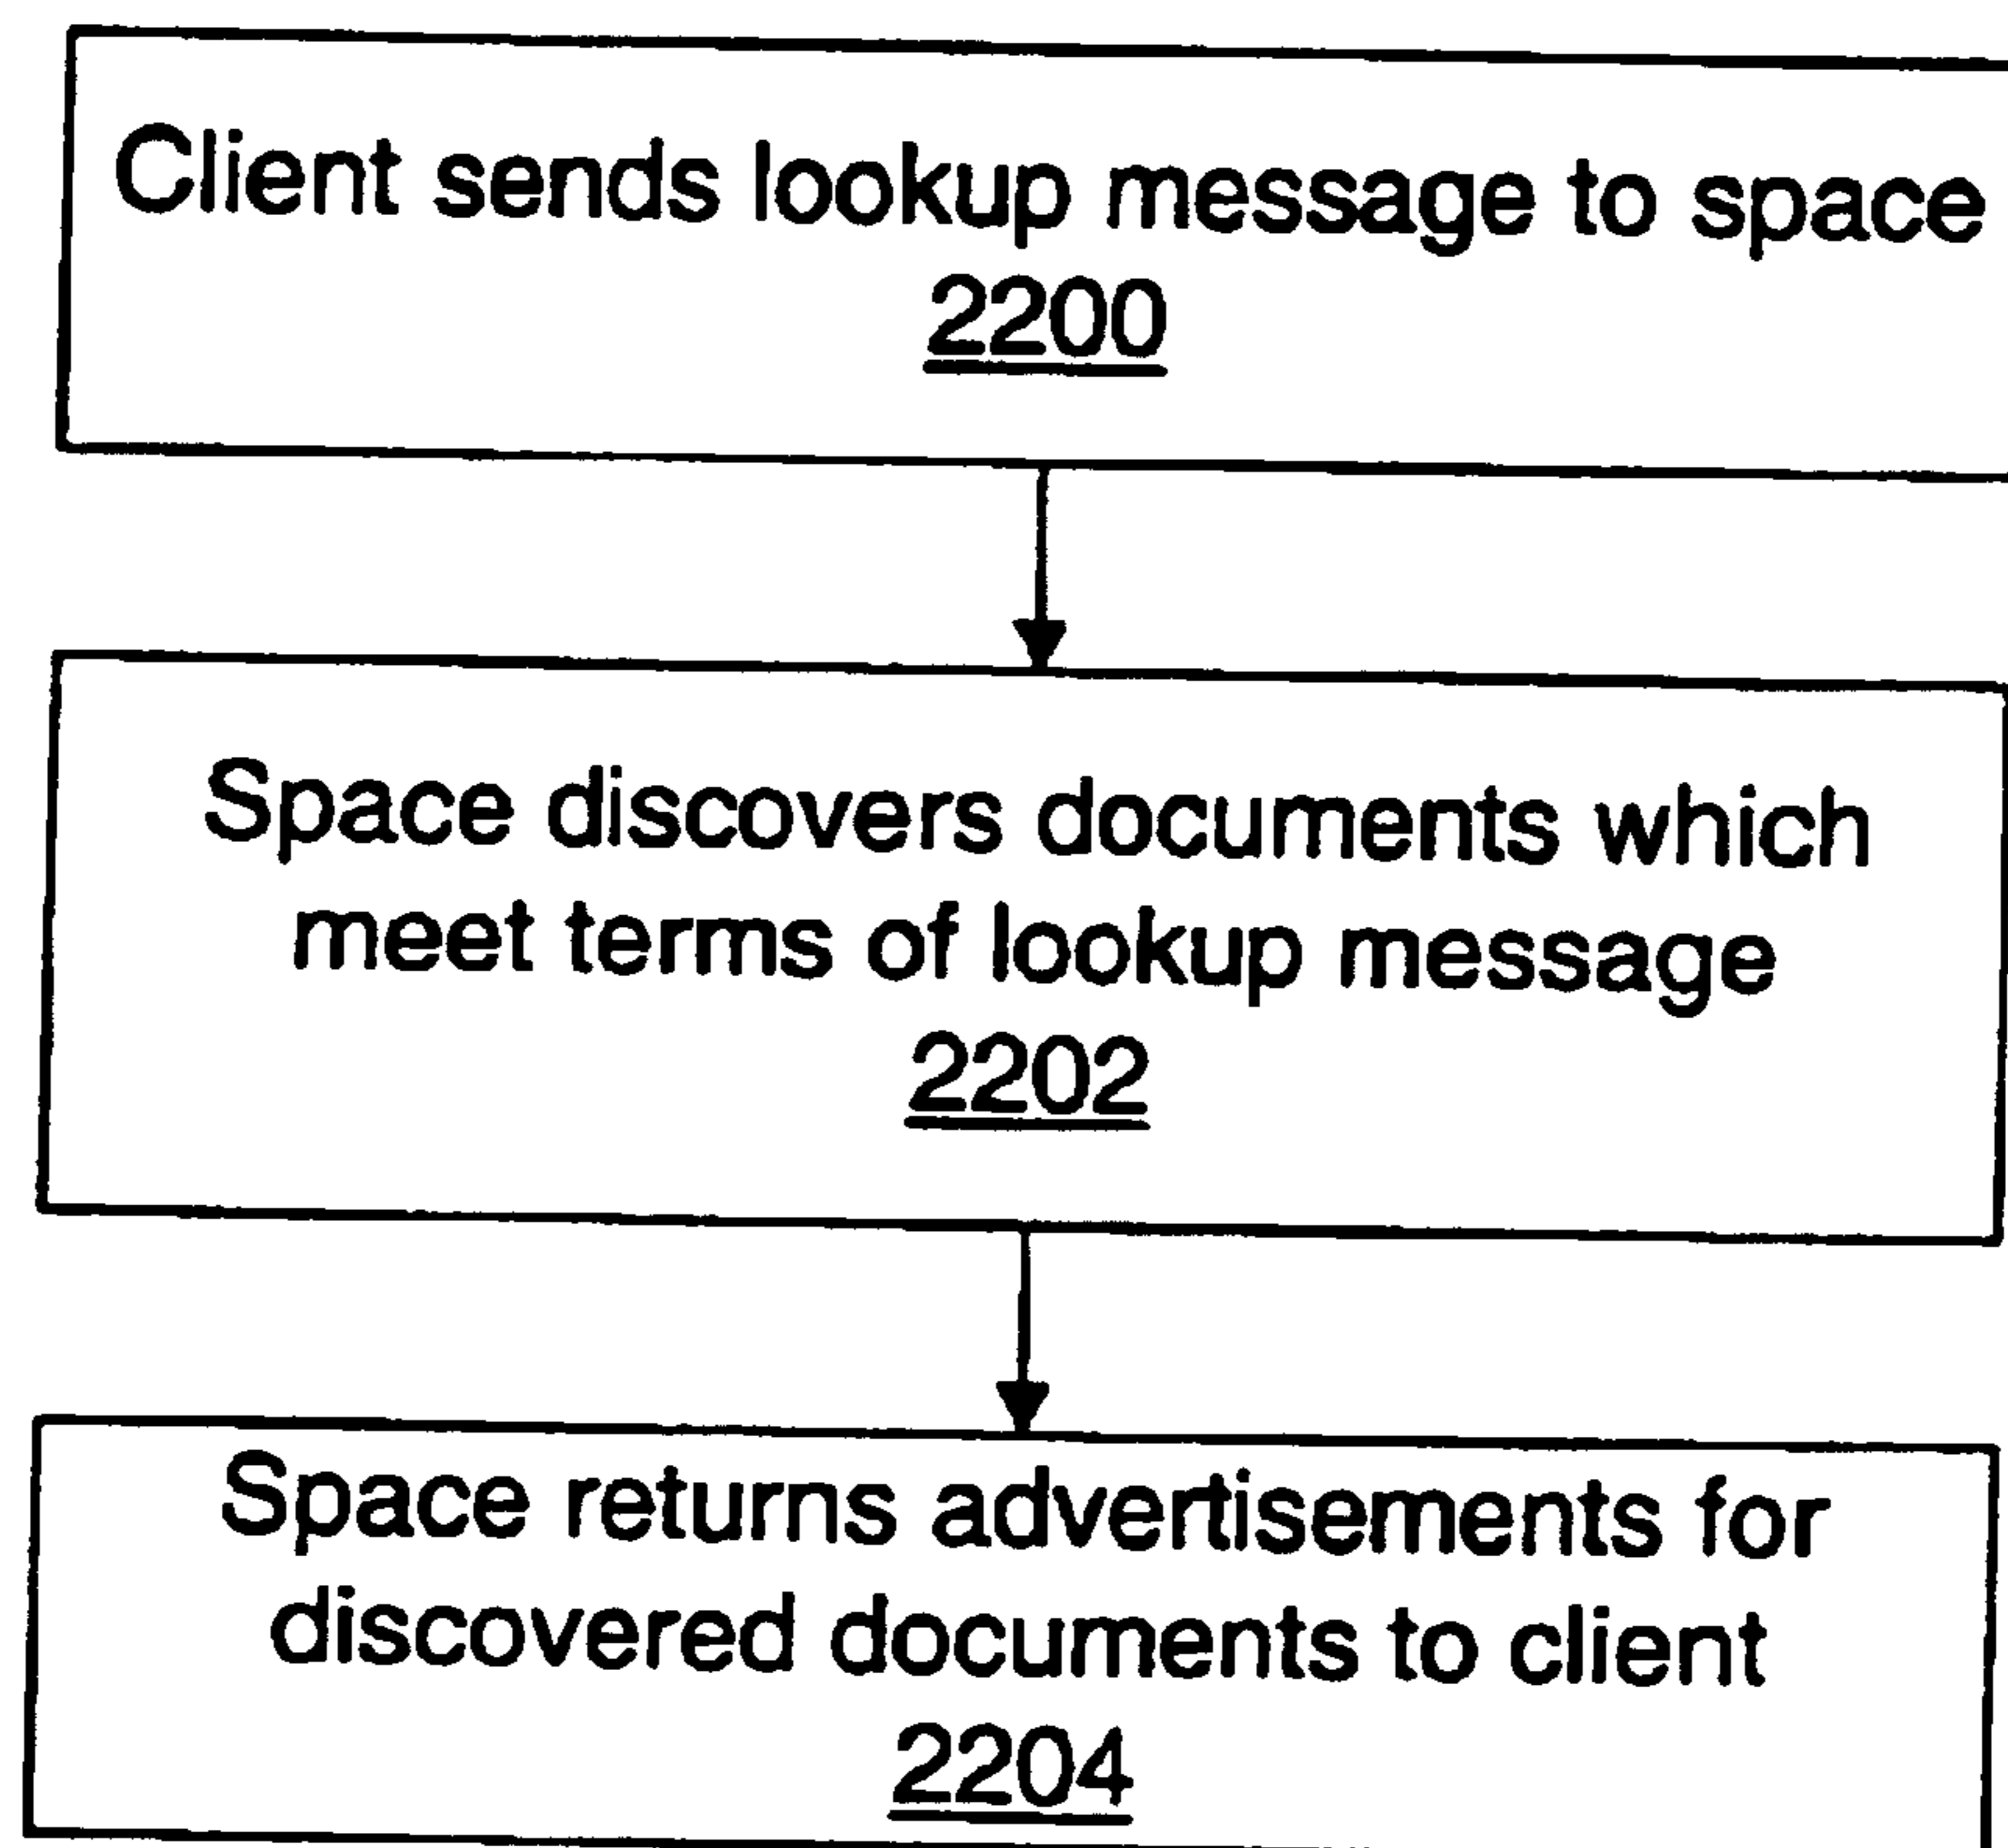 Client sends lookup message to space
2200
Space discovers documents which
meet terms of lookup message
2202
Space returns advertisements for
discovered documents to client
2204